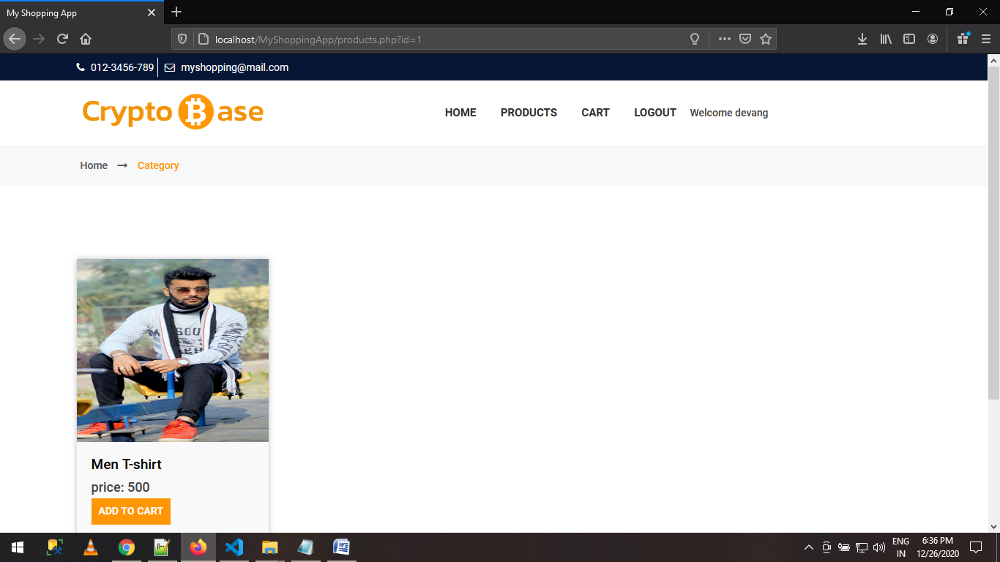 My Shopping App
localhost/MyShoppingApp/products.php?id=1
012-3456-789 myshopping@mail.com
Crypto Base
HOME PRODUCTS CART LOGOUT Welcome devang
Home → Category
SOU
Men T-shirt
price: 500
ADD TO CART
ENG
IN
6:36 PM
12/26/2020